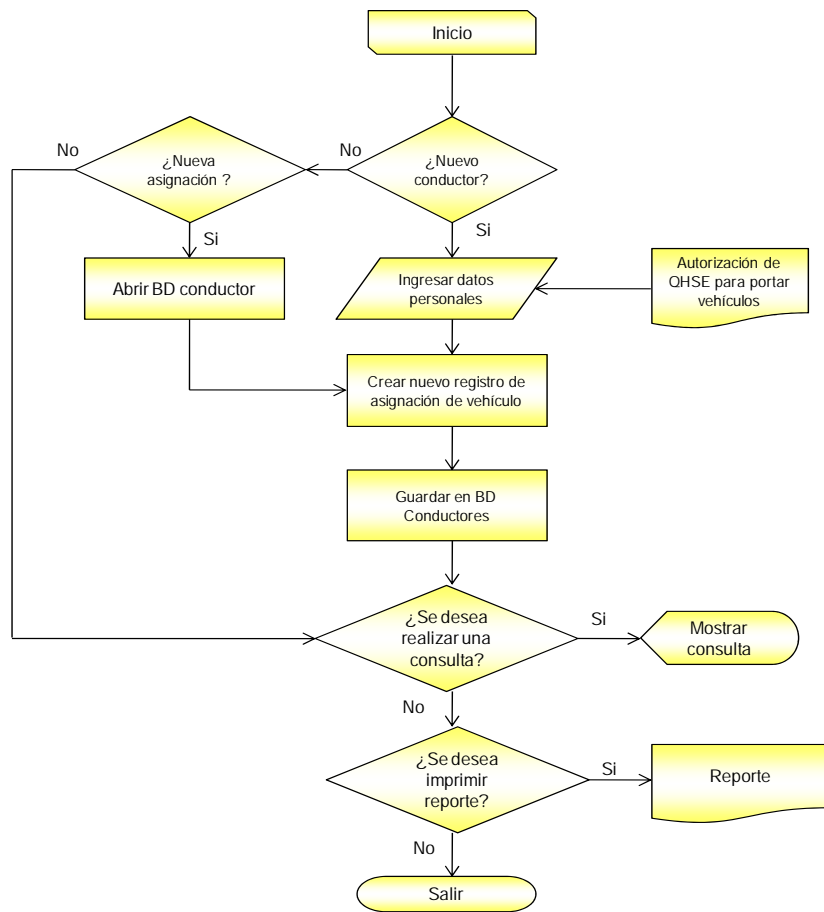 Inicio
No
¿Nueva
asignación ?
No
¿Nuevo
conductor?
Si
Si
Abrir BD conductor
Ingresar datos
personales
Autorización de
QHSE para portar
vehículos
Crear nuevo registro de
asignación de vehículo
Guardar en BD
Conductores
¿Se desea
realizar una
consulta?
Si
Mostrar
consulta
No
¿Se desea
imprimir
reporte?
Si
Reporte
No
Salir